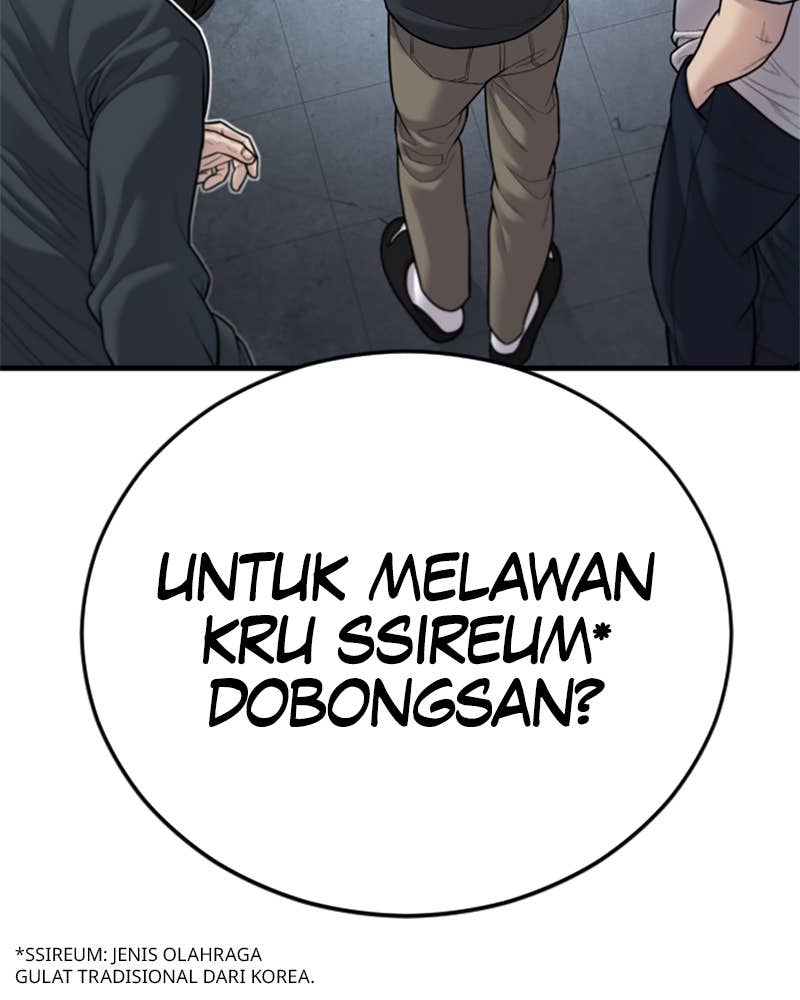 UNTUK MELAWAN
KRU SSIREUM*
DOBONGSAN?
*SSIREUM: JENIS OLAHRAGA
GULAT TRADISIONAL DARI KOREA.